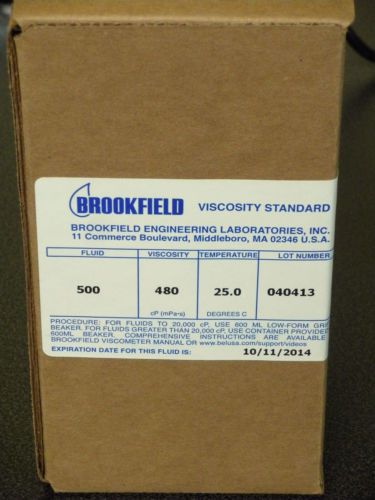 BROOKFIELD VISCOSITY STANDARD
BROOKFIELD ENGINEERING LABORATORIES, INC.
11 Commerce Boulevard, Middleboro, MA 02346 U.S.A.
FLUID VISCOSITY TEMPERATURE LOT NUMBER
500 480 25.0 040413
cP (mPa·s) DEGREES C
PROCEDURE: FOR FLUIDS TO 20,000 cP, USE 600 ML LOW-FORM
BEAKER. FOR FLUIDS GREATER THAN 20,000 CP, USE CONTAINER
600ML BEAKER. COMPREHENSIVE INSTRUCTIONS ARE AVAILABLE
BROOKFIELD VISCOMETER MANUAL OR www.belusa.com/support/videos
EXPIRATION DATE FOR THIS FLUID IS: 10/11/2014